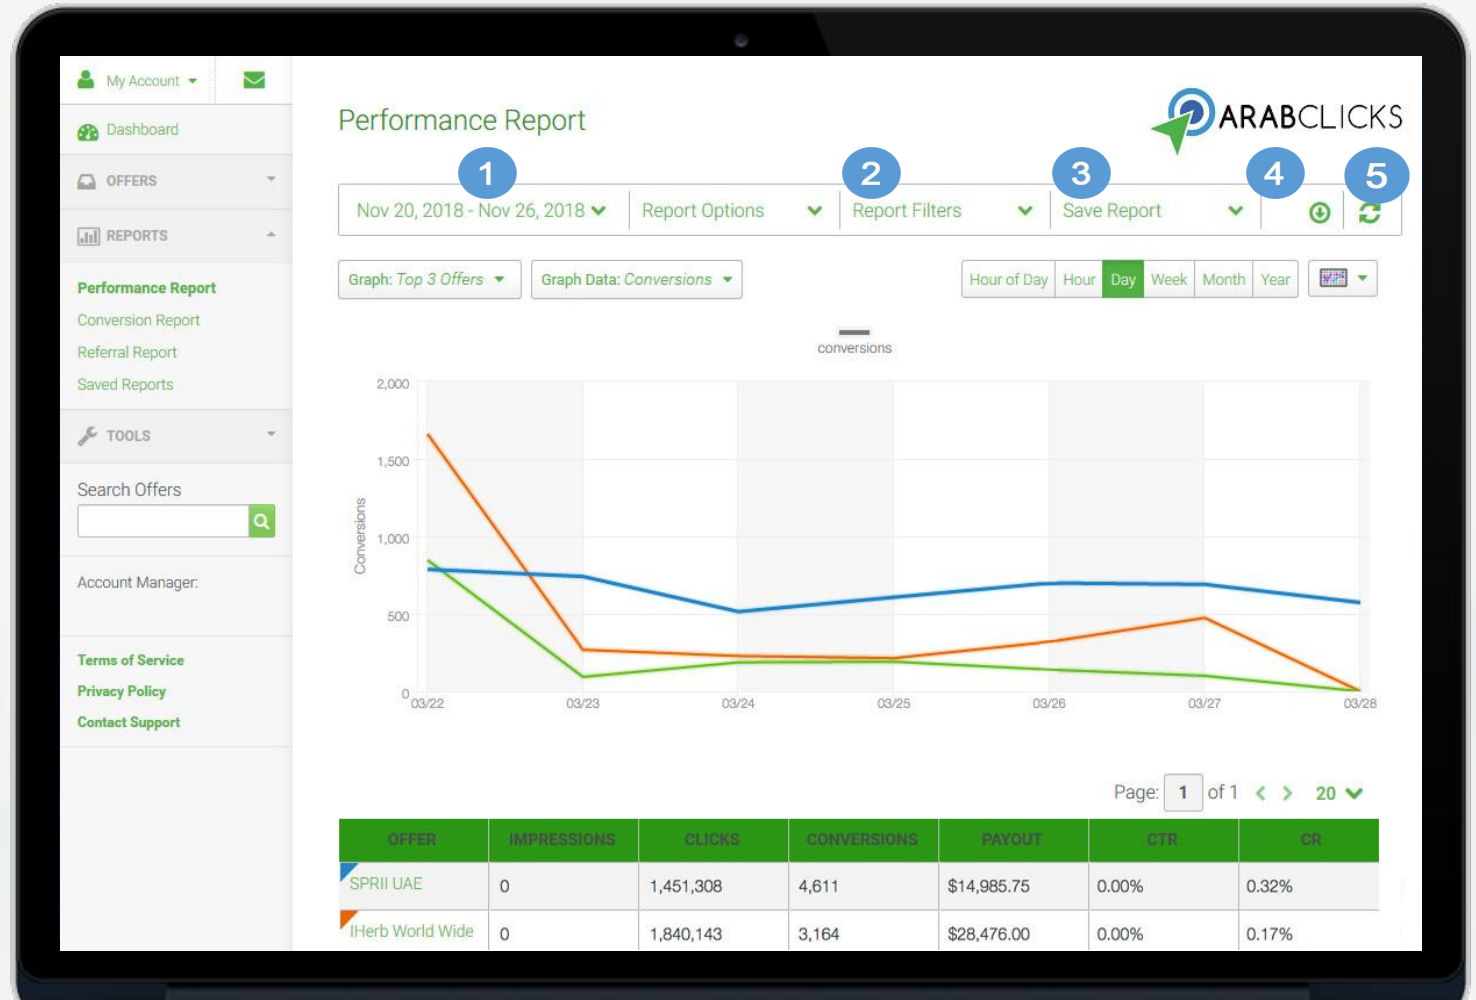 My Account
Dashboard
OFFERS
REPORTS
Performance Report
Conversion Report
Referral Report
Saved Reports
TOOLS
Search Offers
Account Manager:
Terms of Service
Privacy Policy
Contact Support
Performance Report
ARABCLICKS
1
2
3
4
5
Nov 20, 2018 - Nov 26, 2018
Report Options
Report Filters
Save Report
Graph: Top 3 Offers
Graph Data: Conversions
Hour of Day Hour Day Week Month Year
conversions
Conversions
2,000
1,500
1,000
500
0
03/22 03/23 03/24 03/25 03/26 03/27 03/28
Page: 1 of 1 20
OFFER IMPRESSIONS CLICKS CONVERSIONS PAYOUT CTR CR
SPRII UAE 0 1,451,308 4,611 $14,985.75 0.00% 0.32%
IHerb World Wide 0 1,840,143 3,164 $28,476.00 0.00% 0.17%